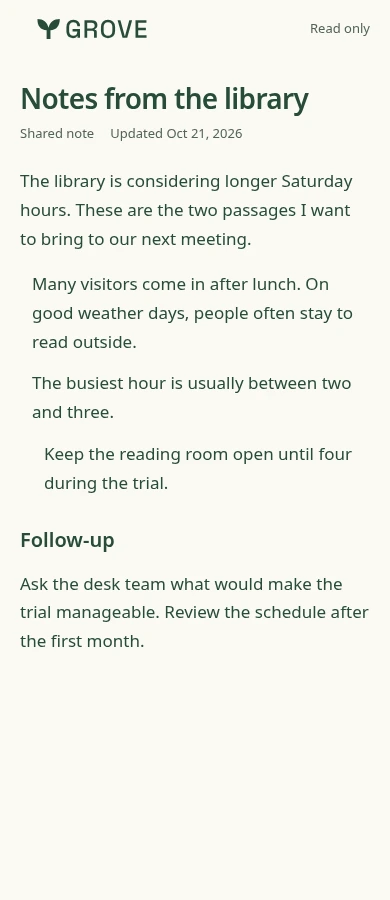 GROVE
Read only
Notes from the library
Shared note Updated Oct 21, 2026
The library is considering longer Saturday
hours. These are the two passages I want
to bring to our next meeting.
Many visitors come in after lunch. On
good weather days, people often stay to
read outside.
The busiest hour is usually between two
and three.
Keep the reading room open until four
during the trial.
Follow-up
Ask the desk team what would make the
trial manageable. Review the schedule after
the first month.